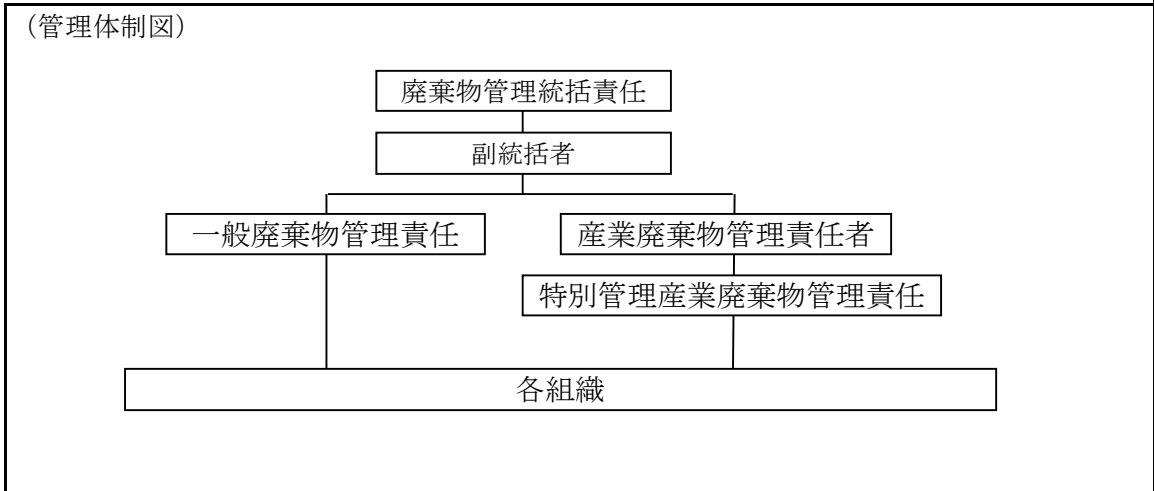 （管理体制図）
廃棄物管理統括責任
副統括者
一般廃棄物管理責任
産業廃棄物管理責任者
特別管理産業廃棄物管理責任
各組織